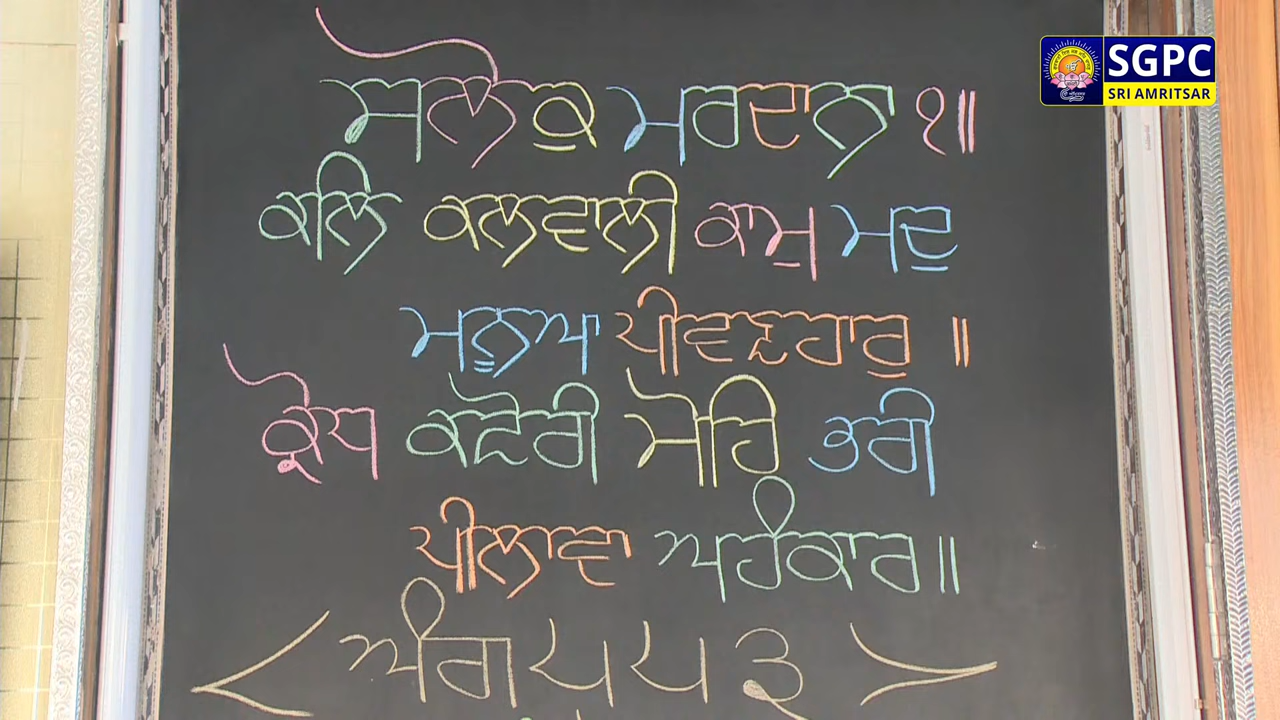 ਸਲੋਕੁ ਮਰਦਾਨਾ ੧॥
ਕਲਿ ਕਲਵਾਲੀ ਕਾਮੁ ਮਦੁ
ਮਨੂਆ ਪੀਵਣਹਾਰੁ ॥
ਕ੍ਰੋਧ ਕਟੋਰੀ ਮੋਹਿ ਭਰੀ
ਪੀਲਾਵਾ ਅਹੰਕਾਰ॥
ਅੰਗ ੫੫੩
SGPC
SRI AMRITSAR